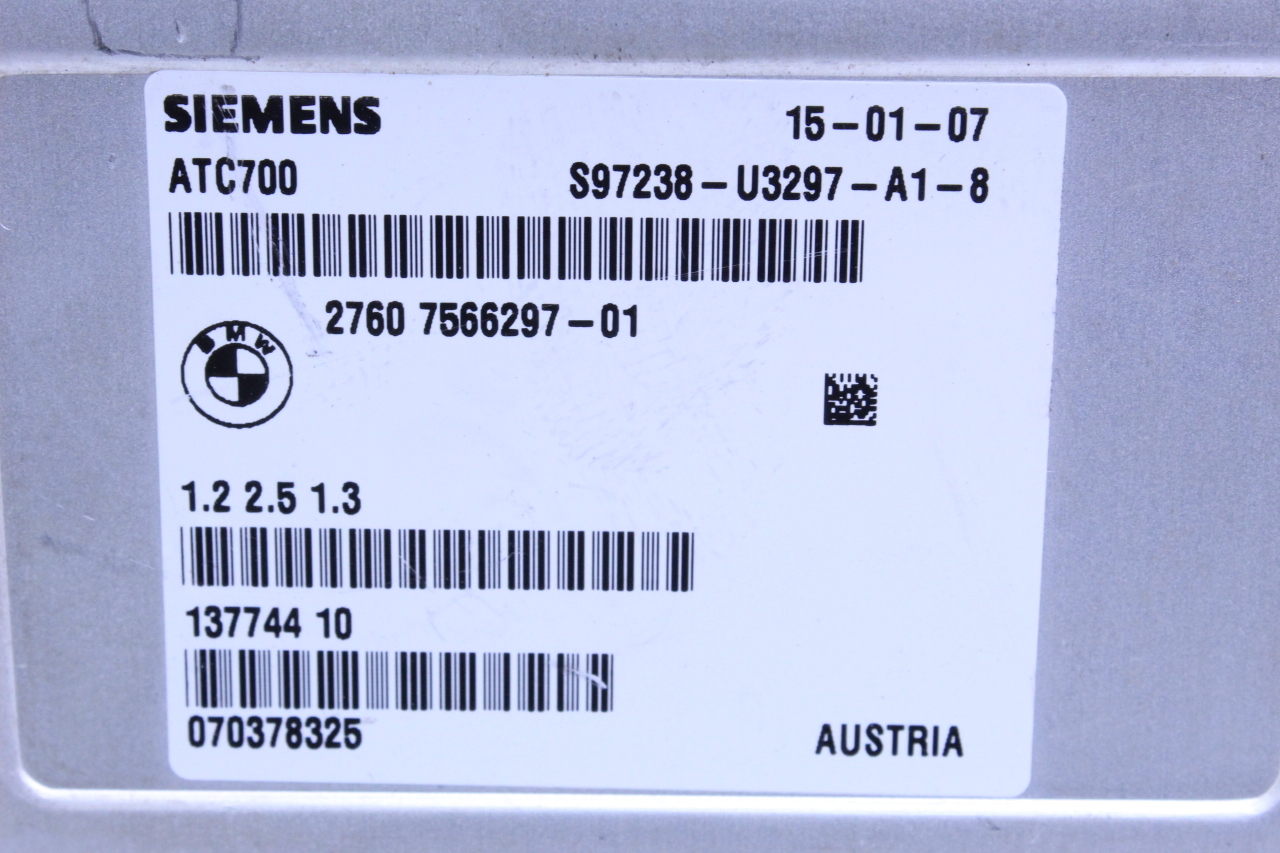 SIEMENS 15-01-07
ATC700 S97238-U3297-A1-8
2760 7566297-01
BMW
1.2 2.5 1.3
137744 10
070378325 AUSTRIA